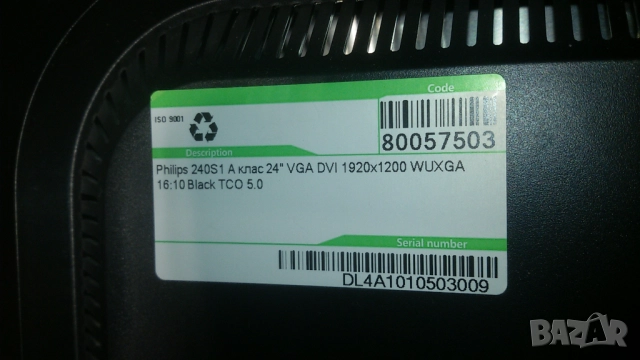 Code
ISO 9001
80057503
Description
Philips 240S1 А клас 24" VGA DVI 1920x1200 WUXGA
16:10 Black TCO 5.0
Serial number
DL4A1010503009
BAZAR